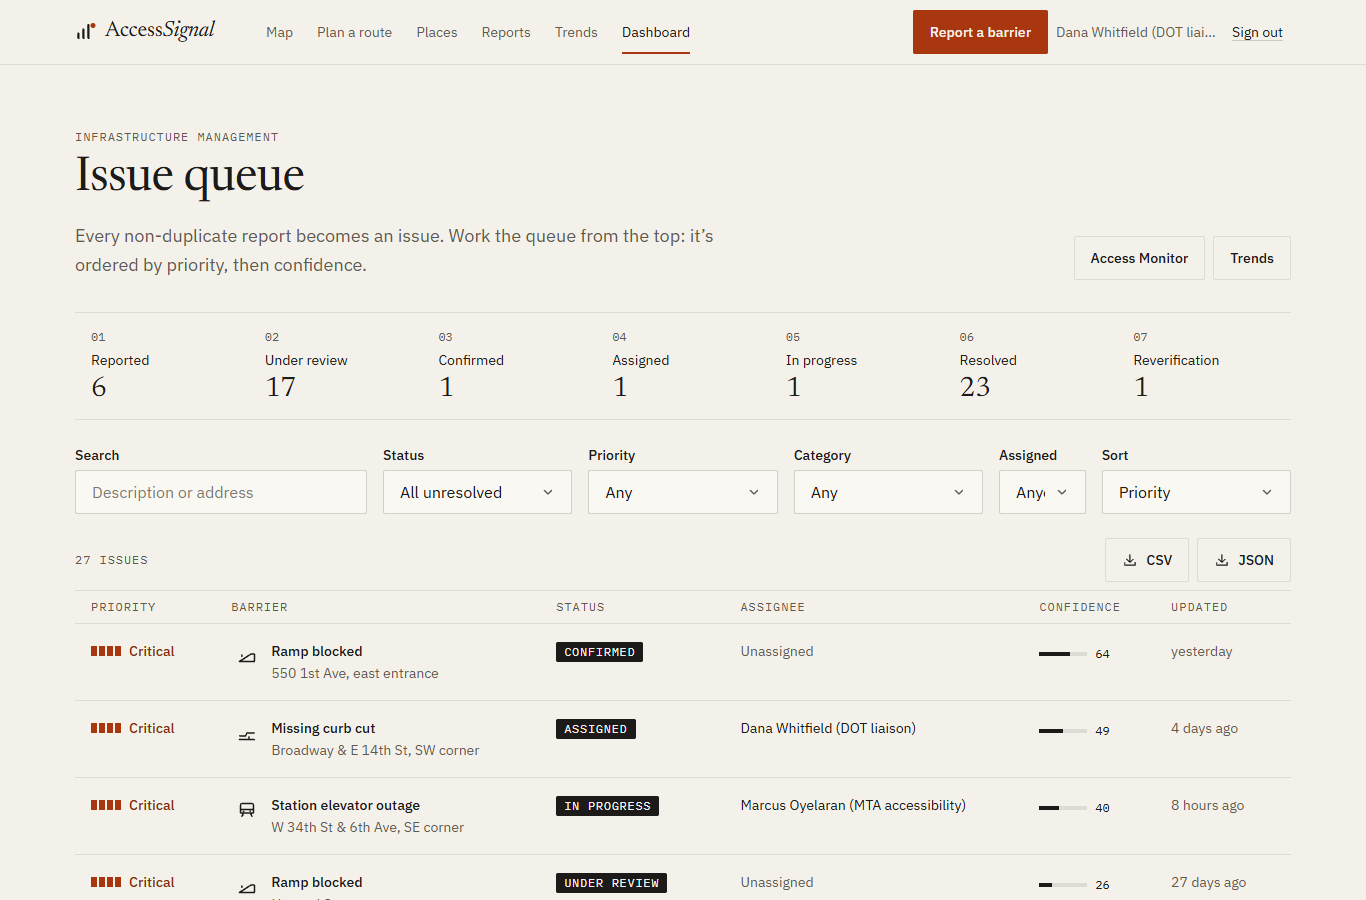 AccessSignal
Map
Plan a route
Places
Reports
Trends
Dashboard
Report a barrier
Dana Whitfield (DOT liai...
Sign out
INFRASTRUCTURE MANAGEMENT
Issue queue
Every non-duplicate report becomes an issue. Work the queue from the top: it’s
ordered by priority, then confidence.
Access Monitor
Trends
01
Reported
6
02
Under review
17
03
Confirmed
1
04
Assigned
1
05
In progress
1
06
Resolved
23
07
Reverification
1
Search
Description or address
Status
All unresolved
Priority
Any
Category
Any
Assigned
Any
Sort
Priority
27 ISSUES
CSV
JSON
PRIORITY BARRIER STATUS ASSIGNEE CONFIDENCE UPDATED
Critical
Ramp blocked
550 1st Ave, east entrance
CONFIRMED
Unassigned
64
yesterday
Critical
Missing curb cut
Broadway & E 14th St, SW corner
ASSIGNED
Dana Whitfield (DOT liaison)
49
4 days ago
Critical
Station elevator outage
W 34th St & 6th Ave, SE corner
IN PROGRESS
Marcus Oyelaran (MTA accessibility)
40
8 hours ago
Critical
Ramp blocked
UNDER REVIEW
Unassigned
26
27 days ago